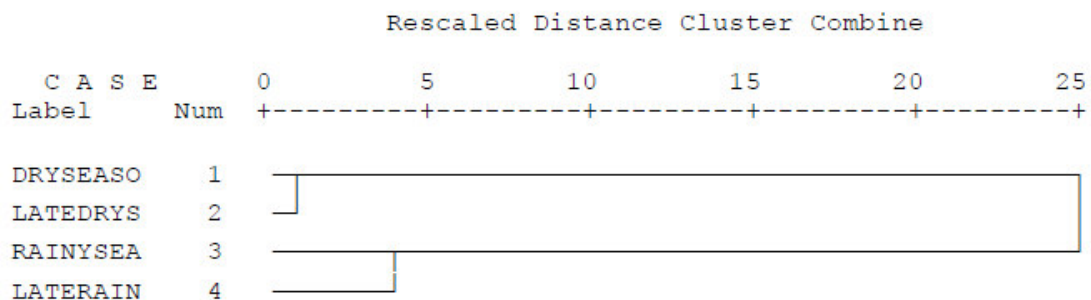 Rescaled Distance Cluster Combine
C A S E 0 5 10 15 20 25
Label Num +---------+---------+---------+---------+---------+
DRYSEASO 1
LATEDRYS 2
RAINYSEA 3
LATERAIN 4